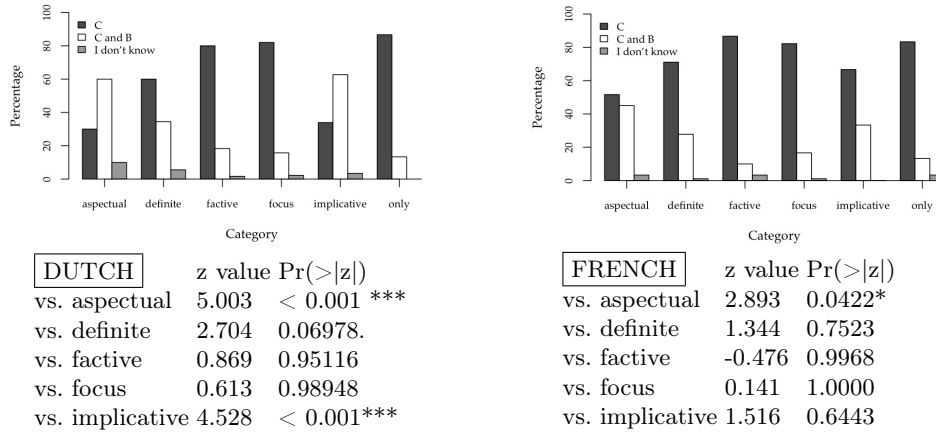 C
C and B
I don't know
Percentage
0 20 40 60 80 100
aspectual definite factive focus implicative only
Category
DUTCH z value Pr(>|z|)
vs. aspectual 5.003 < 0.001 ***
vs. definite 2.704 0.06978.
vs. factive 0.869 0.95116
vs. focus 0.613 0.98948
vs. implicative 4.528 < 0.001***
C
C and B
I don't know
Percentage
0 20 40 60 80 100
aspectual definite factive focus implicative only
Category
FRENCH z value Pr(>|z|)
vs. aspectual 2.893 0.0422*
vs. definite 1.344 0.7523
vs. factive -0.476 0.9968
vs. focus 0.141 1.0000
vs. implicative 1.516 0.6443